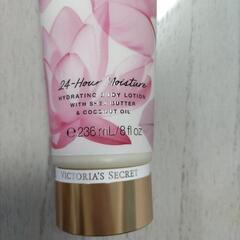 24-Hour Moisture
HYDRATING BODY LOTION
WITH SHEA BUTTER
& COCONUT OIL
℮ 236 mL/8 fl oz
VICTORIA'S SECRET